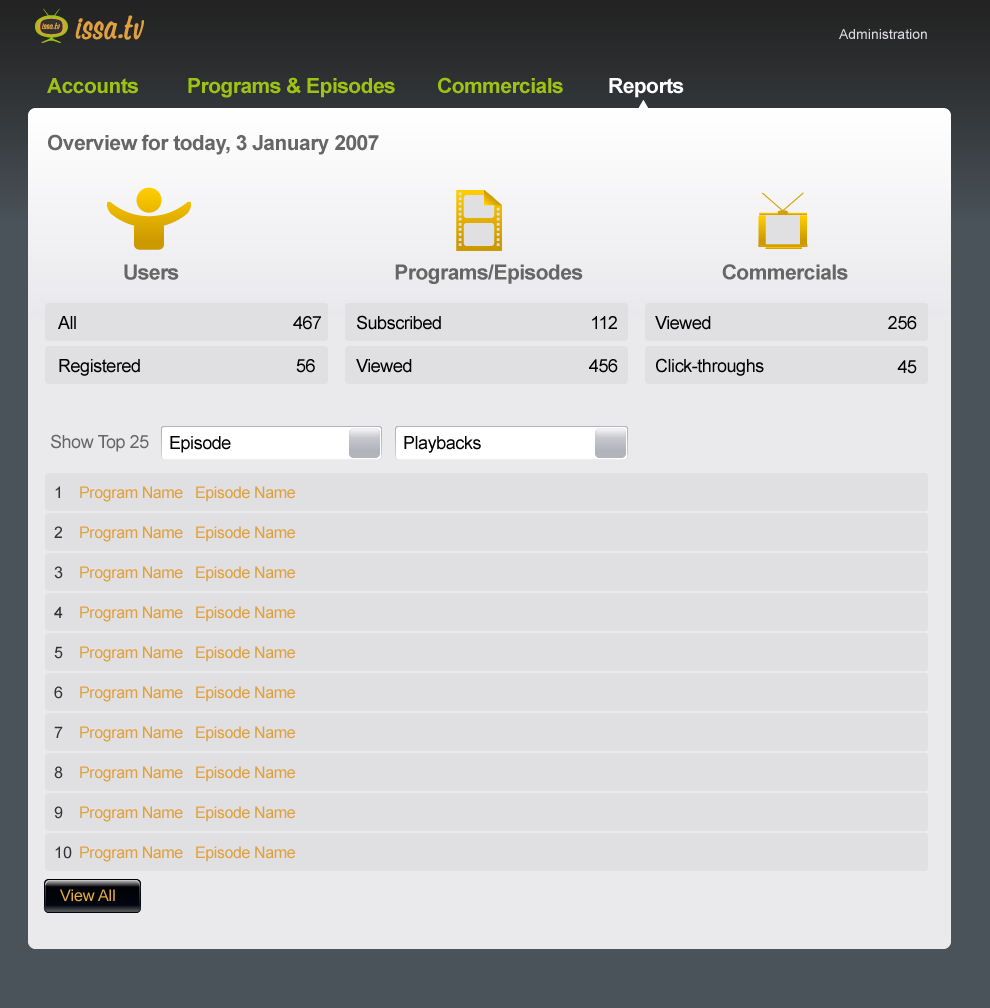 issa.tv issa.tv
Administration
Accounts Programs & Episodes Commercials Reports
Overview for today, 3 January 2007
Users Programs/Episodes Commercials
All 467 Subscribed 112 Viewed 256
Registered 56 Viewed 456 Click-throughs 45
Show Top 25 Episode Playbacks
1 Program Name Episode Name
2 Program Name Episode Name
3 Program Name Episode Name
4 Program Name Episode Name
5 Program Name Episode Name
6 Program Name Episode Name
7 Program Name Episode Name
8 Program Name Episode Name
9 Program Name Episode Name
10 Program Name Episode Name
View All